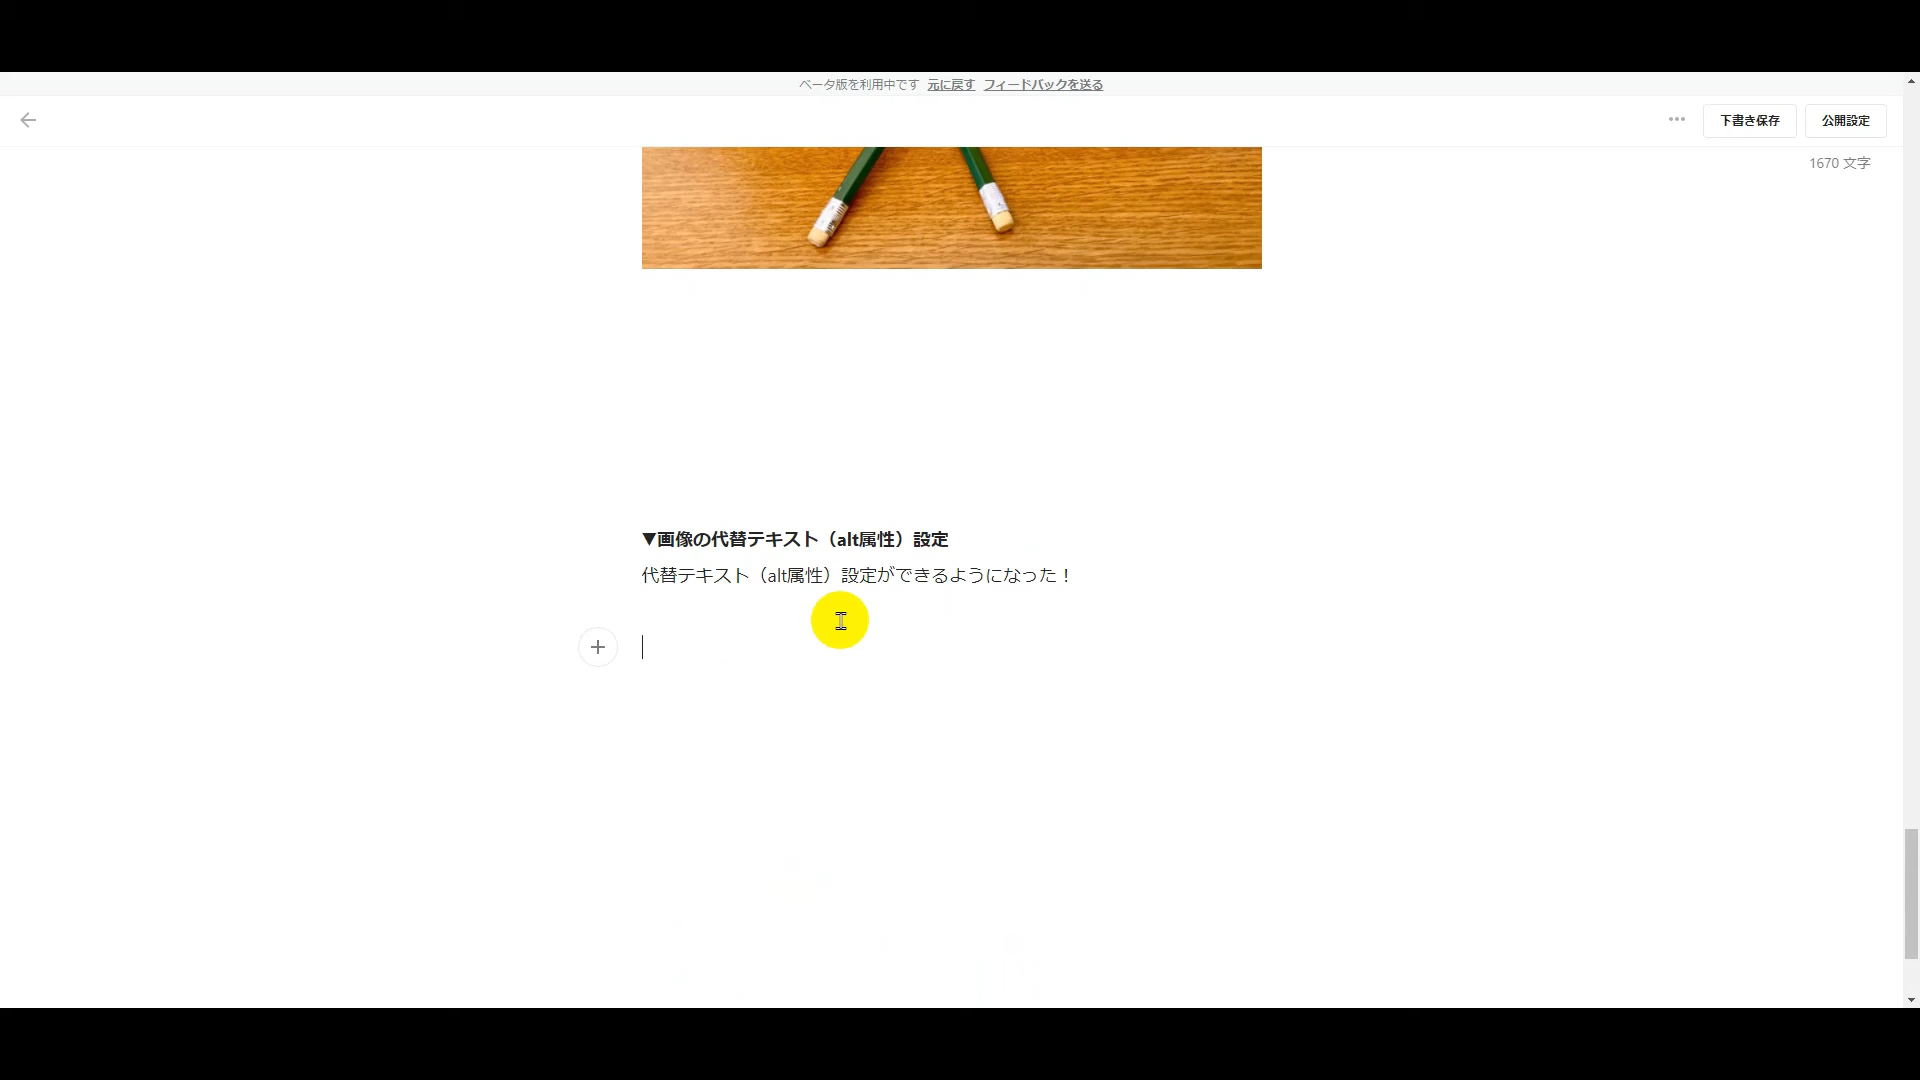 ベータ版を利用中です 元に戻す フィードバックを送る
下書き保存 公開設定
1670 文字
▼画像の代替テキスト（alt属性）設定
代替テキスト（alt属性）設定ができるようになった！